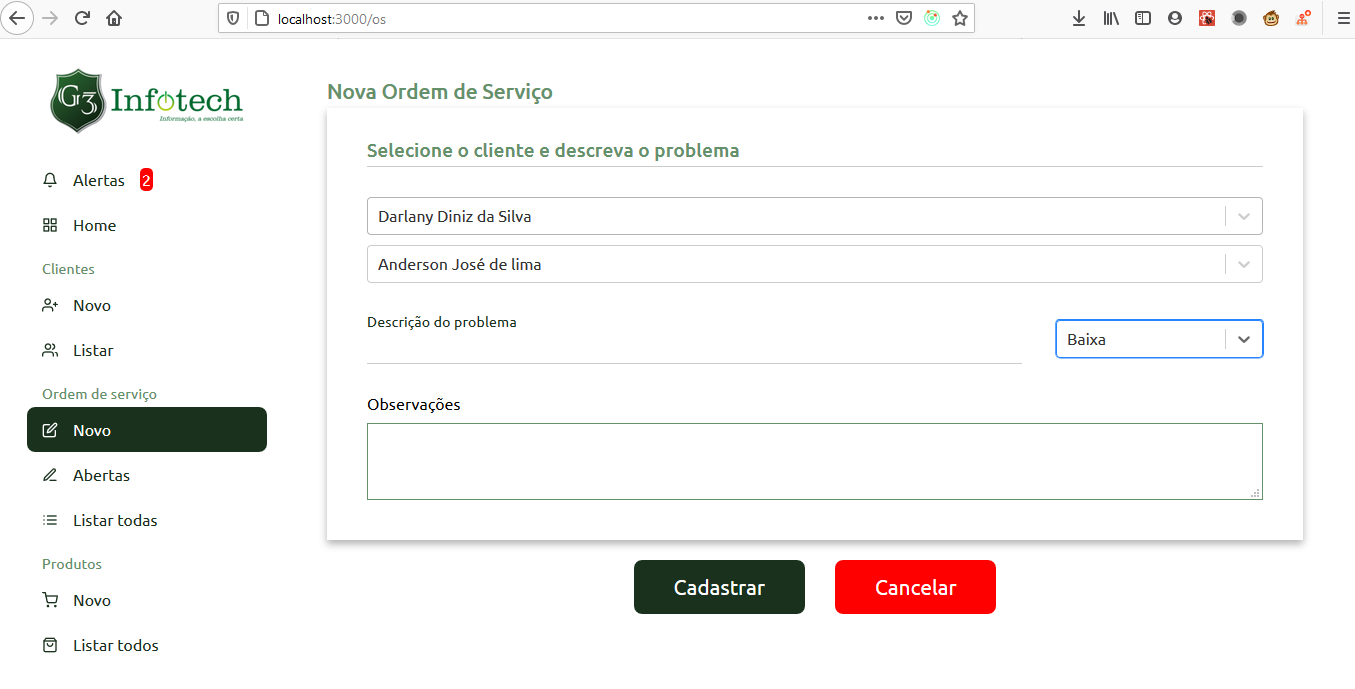 localhost:3000/os
G3 Infotech
Informação, a escolha certa
Alertas 2
Home
Clientes
Novo
Listar
Ordem de serviço
Novo
Abertas
Listar todas
Produtos
Novo
Listar todos
Nova Ordem de Serviço
Selecione o cliente e descreva o problema
Darlany Diniz da Silva
Anderson José de lima
Descrição do problema
Baixa
Observações
Cadastrar
Cancelar